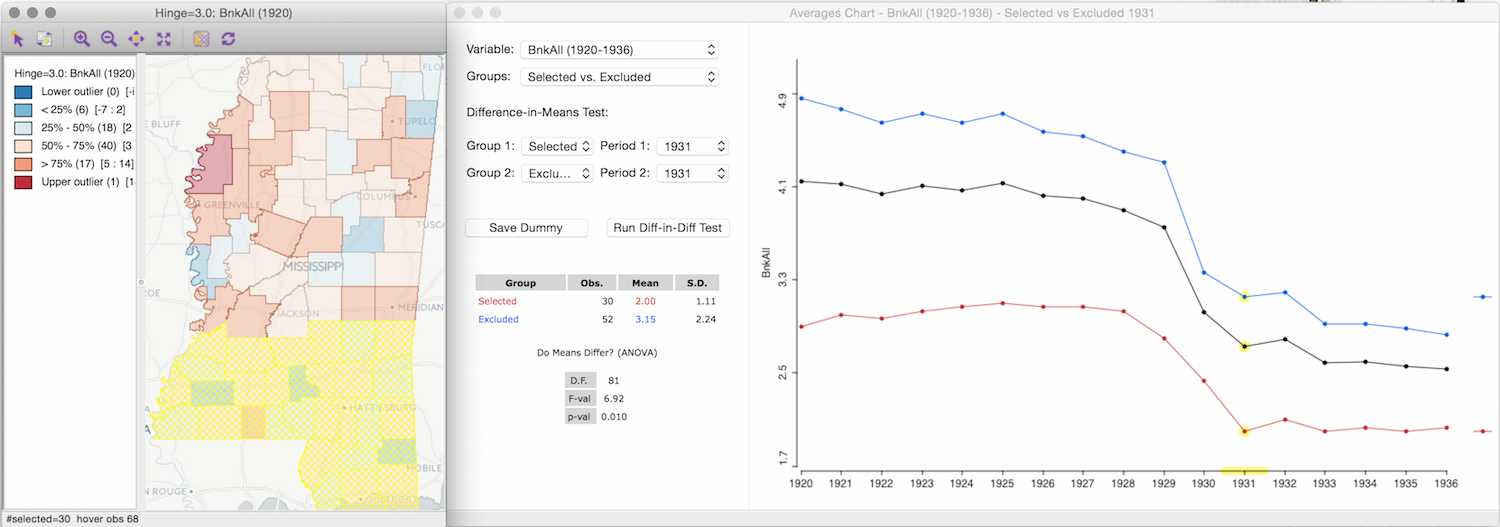 Hinge=3.0: BnkAll (1920)
Hinge=3.0: BnkAll (1920)
Lower outlier (0) [-i
< 25% (6) [-7 : 2]
25% - 50% (18) [2
50% - 75% (40) [3
> 75% (17) [5 : 14]
Upper outlier (1) [1
FLO
BLUFF
TUPELO
GREENVILLE
COLUMBUS
TUSCA
MISSISSIPPI
ROE
JACKSON
MERIDIAN
HATTIESBURG
MOBILE
N ROUGE
GULFPORT
#selected=30 hover obs 68
Averages Chart - BnkAll (1920-1936) - Selected vs Excluded 1931
Variable: BnkAll (1920-1936)
Groups: Selected vs. Excluded
Difference-in-Means Test:
Group 1: Selected Period 1: 1931
Group 2: Exclu... Period 2: 1931
Save Dummy Run Diff-in-Diff Test
Group Obs. Mean S.D.
Selected 30 2.00 1.11
Excluded 52 3.15 2.24
Do Means Differ? (ANOVA)
D.F. 81
F-val 6.92
p-val 0.010
BnkAll
4.9
4.1
3.3
2.5
1.7
1920 1921 1922 1923 1924 1925 1926 1927 1928 1929 1930 1931 1932 1933 1934 1935 1936